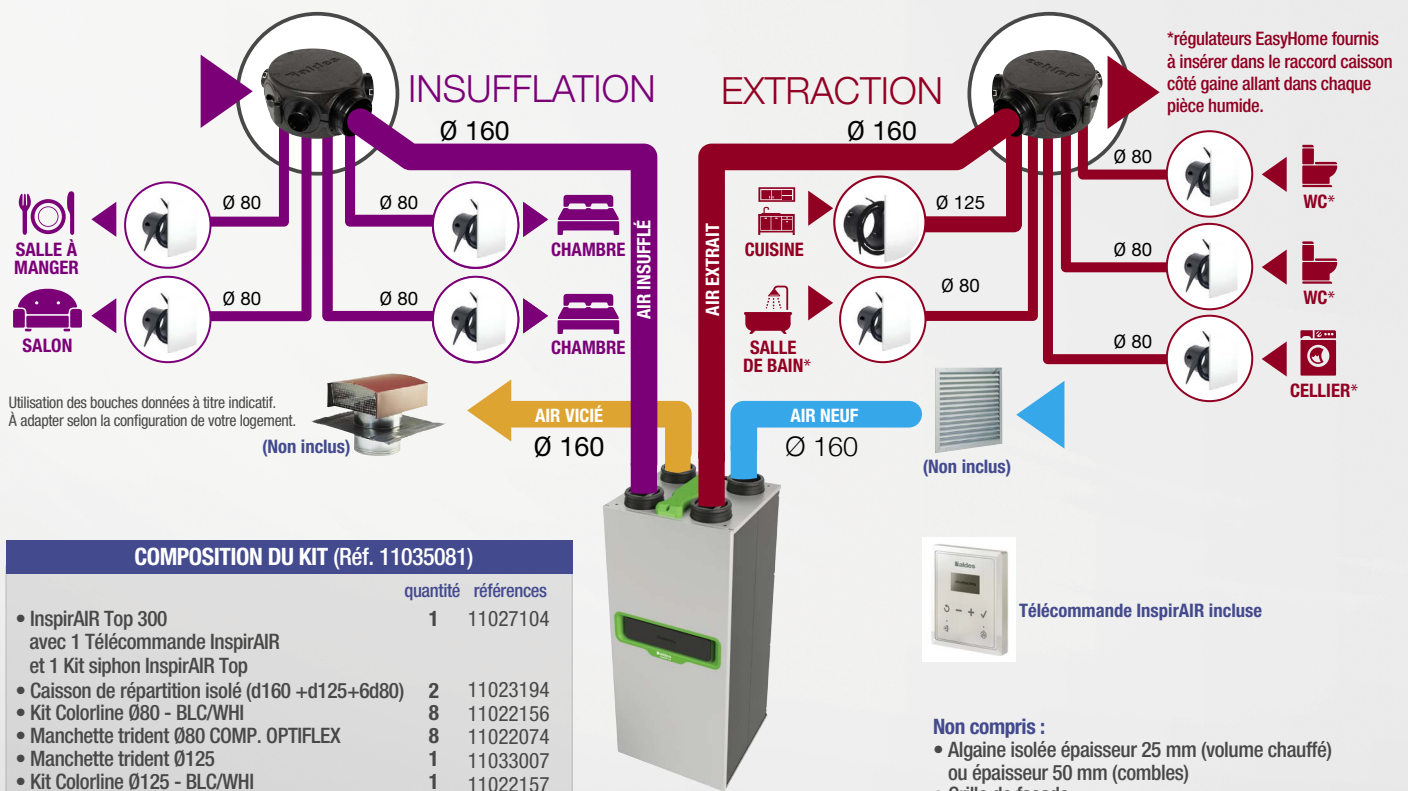 INSUFFLATION
Ø 160
EXTRACTION
Ø 160
*régulateurs EasyHome fournis
à insérer dans le raccord caisson
côté gaine allant dans chaque
pièce humide.
SALLE À
MANGER
Ø 80
Ø 80
CHAMBRE
SALON
Ø 80
Ø 80
CHAMBRE
AIR INSUFFLÉ
AIR EXTRAIT
CUISINE
Ø 125
SALLE
DE BAIN*
Ø 80
Ø 80
WC*
Ø 80
WC*
Ø 80
CELLIER*
Utilisation des bouches données à titre indicatif.
À adapter selon la configuration de votre logement.
(Non inclus)
AIR VICIÉ
Ø 160
AIR NEUF
Ø 160
(Non inclus)
COMPOSITION DU KIT (Réf. 11035081)
quantité références
• InspirAIR Top 300 1 11027104
avec 1 Télécommande InspirAIR
et 1 Kit siphon InspirAIR Top
• Caisson de répartition isolé (d160 +d125+6d80) 2 11023194
• Kit Colorline Ø80 - BLC/WHI 8 11022156
• Manchette trident Ø80 COMP. OPTIFLEX 8 11022074
• Manchette trident Ø125 1 11033007
• Kit Colorline Ø125 - BLC/WHI 1 11022157
aldes
Télécommande InspirAIR incluse
Non compris :
• Algaine isolée épaisseur 25 mm (volume chauffé)
ou épaisseur 50 mm (combles)